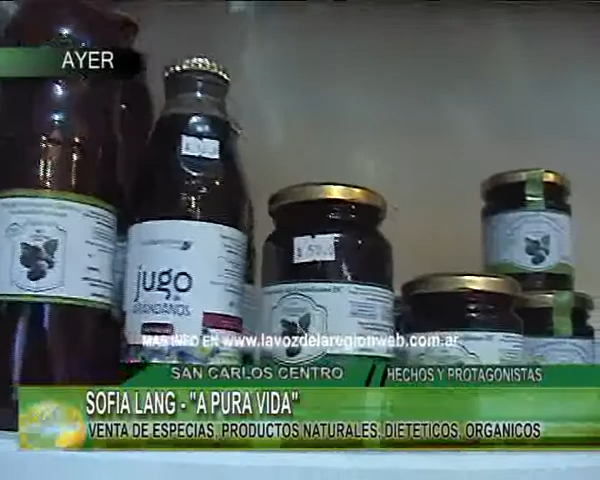 AYER
jugo
de
ARANDANOS
MAS INFO EN www.lavozdelaregionweb.com.ar
SAN CARLOS CENTRO
HECHOS Y PROTAGONISTAS
SOFIA LANG - "A PURA VIDA"
VENTA DE ESPECIAS, PRODUCTOS NATURALES, DIETETICOS, ORGANICOS